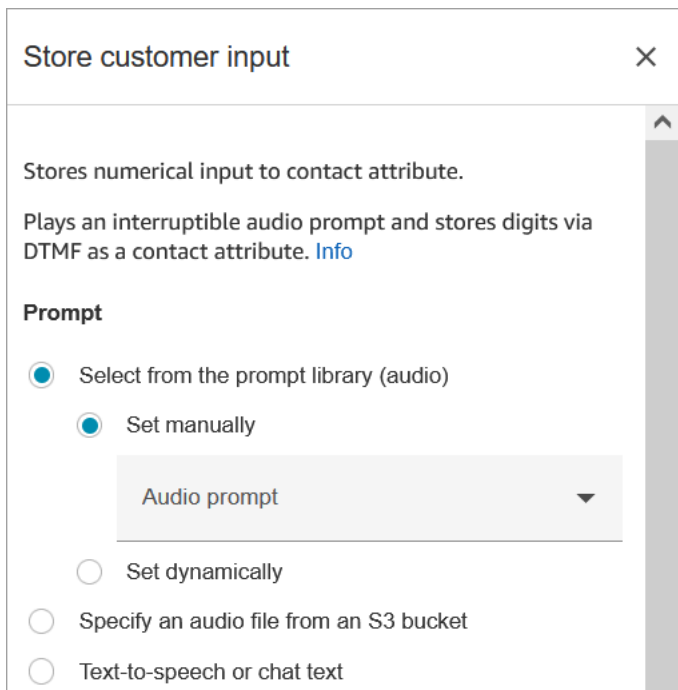 Store customer input
Stores numerical input to contact attribute.
Plays an interruptible audio prompt and stores digits via
DTMF as a contact attribute. Info
Prompt
Select from the prompt library (audio)
Set manually
Audio prompt
Set dynamically
Specify an audio file from an S3 bucket
Text-to-speech or chat text